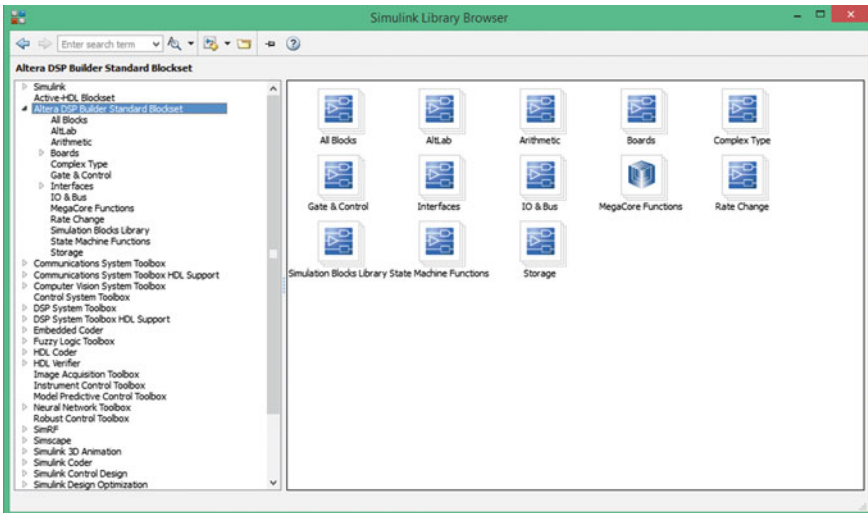 Simulink Library Browser
Enter search term
Altera DSP Builder Standard Blockset
Simulink
Active-HDL Blockset
Altera DSP Builder Standard Blockset
All Blocks
AltLab
Arithmetic
Boards
Complex Type
Gate & Control
Interfaces
IO & Bus
MegaCore Functions
Rate Change
Simulation Blocks Library
State Machine Functions
Storage
Communications System Toolbox
Communications System Toolbox HDL Support
Computer Vision System Toolbox
Control System Toolbox
DSP System Toolbox
DSP System Toolbox HDL Support
Embedded Coder
Fuzzy Logic Toolbox
HDL Coder
HDL Verifier
Image Acquisition Toolbox
Instrument Control Toolbox
Model Predictive Control Toolbox
Neural Network Toolbox
Robust Control Toolbox
SimRF
Simscape
Simulink 3D Animation
Simulink Coder
Simulink Control Design
Simulink Design Optimization
All Blocks AltLab Arithmetic Boards Complex Type
Gate & Control Interfaces IO & Bus MegaCore Functions Rate Change
Simulation Blocks Library State Machine Functions Storage